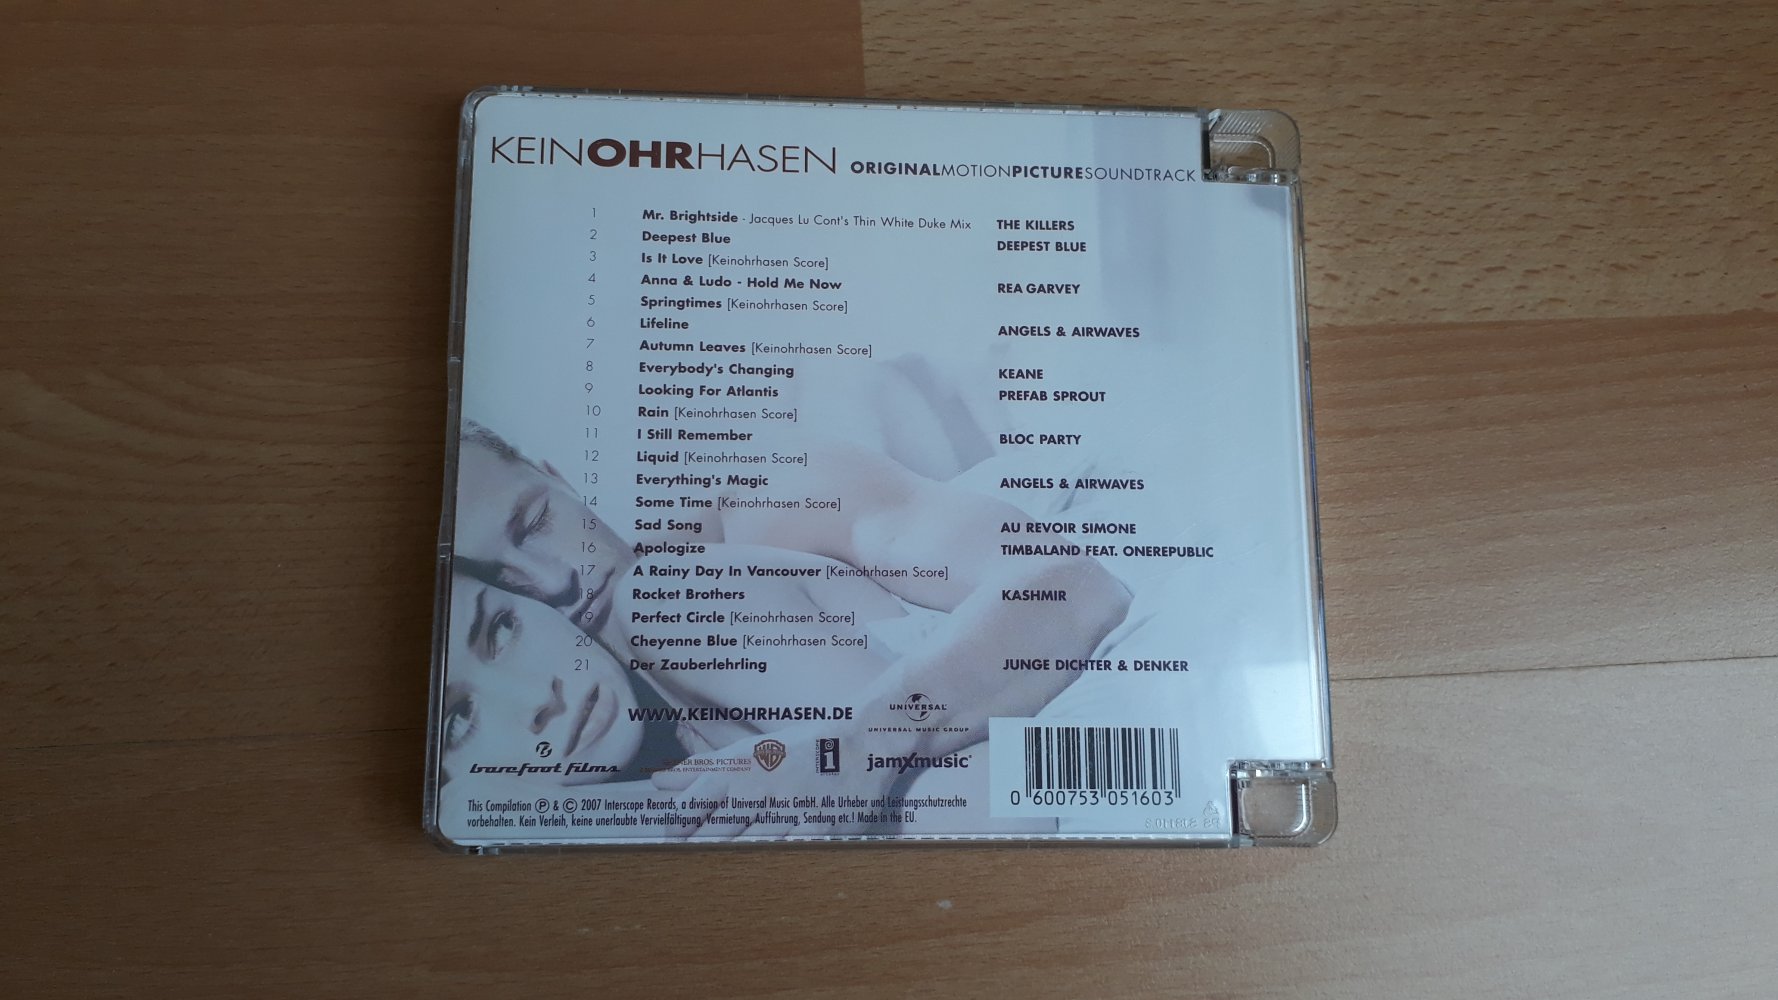 KEINOHRHASEN ORIGINALMOTIONPICTURESOUNDTRACK
1 Mr. Brightside · Jacques Lu Cont's Thin White Duke Mix THE KILLERS
2 Deepest Blue DEEPEST BLUE
3 Is It Love [Keinohrhasen Score]
4 Anna & Ludo - Hold Me Now REA GARVEY
5 Springtimes [Keinohrhasen Score]
6 Lifeline ANGELS & AIRWAVES
7 Autumn Leaves [Keinohrhasen Score]
8 Everybody's Changing KEANE
9 Looking For Atlantis PREFAB SPROUT
10 Rain [Keinohrhasen Score]
11 I Still Remember BLOC PARTY
12 Liquid [Keinohrhasen Score]
13 Everything's Magic ANGELS & AIRWAVES
14 Some Time [Keinohrhasen Score]
15 Sad Song AU REVOIR SIMONE
16 Apologize TIMBALAND FEAT. ONEREPUBLIC
17 A Rainy Day In Vancouver [Keinohrhasen Score]
18 Rocket Brothers KASHMIR
19 Perfect Circle [Keinohrhasen Score]
20 Cheyenne Blue [Keinohrhasen Score]
21 Der Zauberlehrling JUNGE DICHTER & DENKER
WWW.KEINOHRHASEN.DE
UNIVERSAL
UNIVERSAL MUSIC GROUP
barefoot films
BROS. PICTURES
ENTERTAINMENT COMPANY
INTERSCOPE
jamXmusic
0 600753 051603
This Compilation ℗ & © 2007 Interscope Records, a division of Universal Music GmbH. Alle Urheber und Leistungsschutzrechte
vorbehalten. Kein Verleih, keine unerlaubte Vervielfältigung, Vermietung, Aufführung, Sendung etc.! Made In the EU.